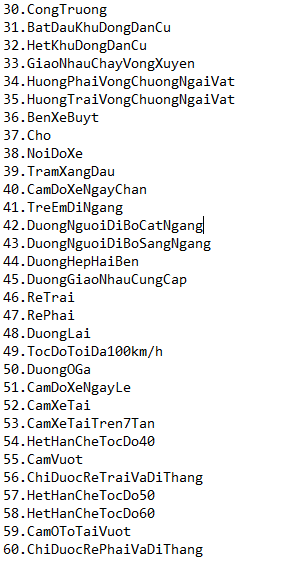 30.CongTruong
31.BatDauKhuDongDanCu
32.HetKhuDongDanCu
33.GiaoNhauChayVongXuyen
34.HuongPhaiVongChuongNgaiVat
35.HuongTraiVongChuongNgaiVat
36.BenXeBuyt
37.Cho
38.NoiDoXe
39.TramXangDau
40.CamDoXeNgayChan
41.TreEmDiNgang
42.DuongNguoiDiBoCatNgang
43.DuongNguoiDiBoSangNgang
44.DuongHepHaiBen
45.DuongGiaoNhauCungCap
46.ReTrai
47.RePhai
48.DuongLai
49.TocDoToiDa100km/h
50.DuongOGa
51.CamDoXeNgayLe
52.CamXeTai
53.CamXeTaiTren7Tan
54.HetHanCheTocDo40
55.CamVuot
56.ChiDuocReTraiVaDiThang
57.HetHanCheTocDo50
58.HetHanCheTocDo60
59.CamOToTaiVuot
60.ChiDuocRePhaiVaDiThang